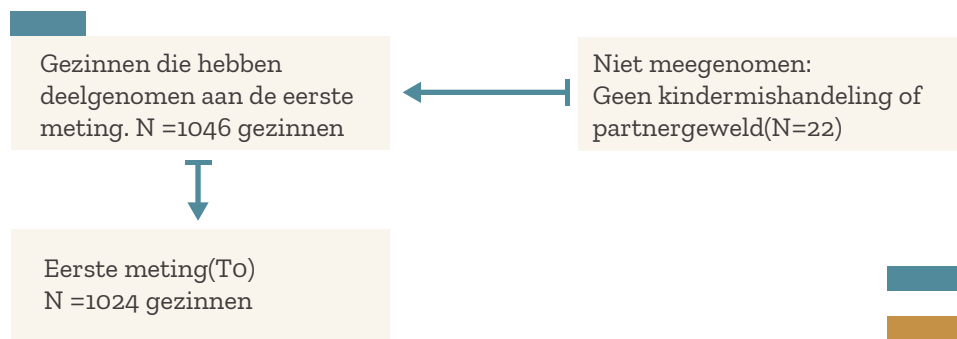 Gezinnen die hebben
deelgenomen aan de eerste
meting. N =1046 gezinnen
Niet meegenomen:
Geen kindermishandeling of
partnergeweld(N=22)
Eerste meting(T0)
N =1024 gezinnen